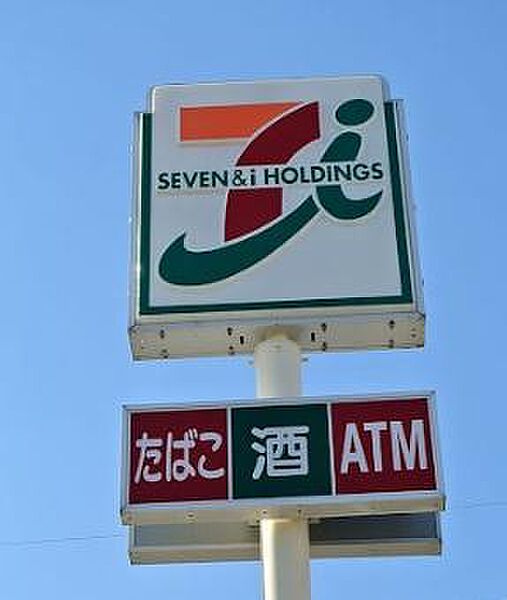 SEVEN & i HOLDINGS
たばこ 酒 ATM